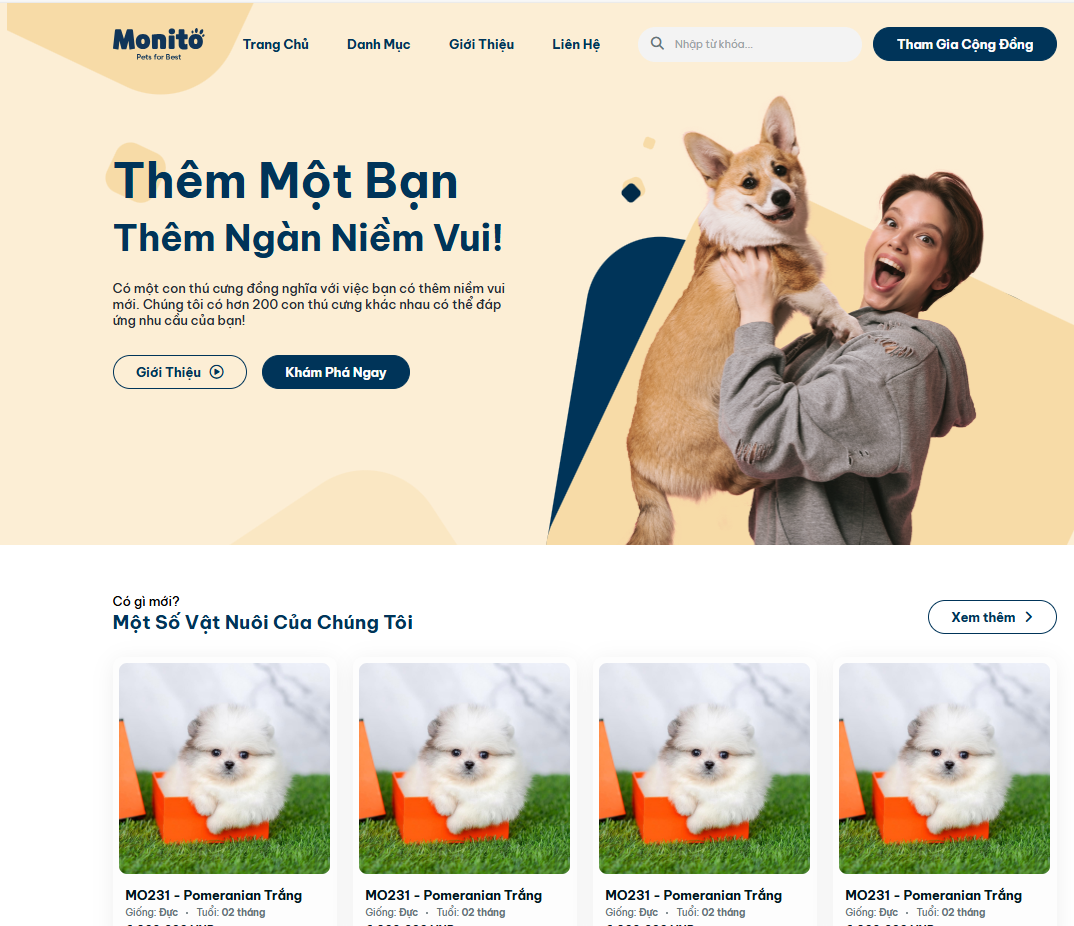 Monito
Pets for Best
Trang Chủ
Danh Mục
Giới Thiệu
Liên Hệ
Nhập từ khóa...
Tham Gia Cộng Đồng
Thêm Một Bạn
Thêm Ngàn Niềm Vui!
Có một con thú cưng đồng nghĩa với việc bạn có thêm niềm vui
mới. Chúng tôi có hơn 200 con thú cưng khác nhau có thể đáp
ứng nhu cầu của bạn!
Giới Thiệu
Khám Phá Ngay
Có gì mới?
Một Số Vật Nuôi Của Chúng Tôi
Xem thêm
MO231 - Pomeranian Trắng
Giống: Đực • Tuổi: 02 tháng
MO231 - Pomeranian Trắng
Giống: Đực • Tuổi: 02 tháng
MO231 - Pomeranian Trắng
Giống: Đực • Tuổi: 02 tháng
MO231 - Pomeranian Trắng
Giống: Đực • Tuổi: 02 tháng